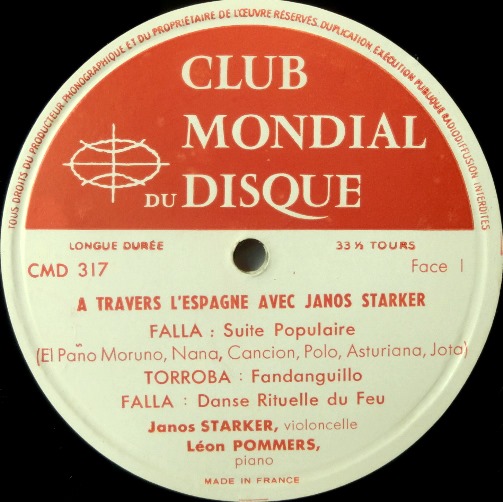 TOUS DROITS DU PRODUCTEUR PHONOGRAPHIQUE ET DU PROPRIÉTAIRE DE L'ŒUVRE RÉSERVÉS. DUPLICATION EXÉCUTION PUBLIQUE RADIODIFFUSION INTERDITES
CLUB
MONDIAL
DU DISQUE
LONGUE DURÉE 33 ⅓ TOURS
CMD 317 Face 1
A TRAVERS L'ESPAGNE AVEC JANOS STARKER
FALLA : Suite Populaire
(El Paño Moruno, Nana, Cancion, Polo, Asturiana, Jota)
TORROBA : Fandanguillo
FALLA : Danse Rituelle du Feu
Janos STARKER, violoncelle
Léon POMMERS,
piano
MADE IN FRANCE